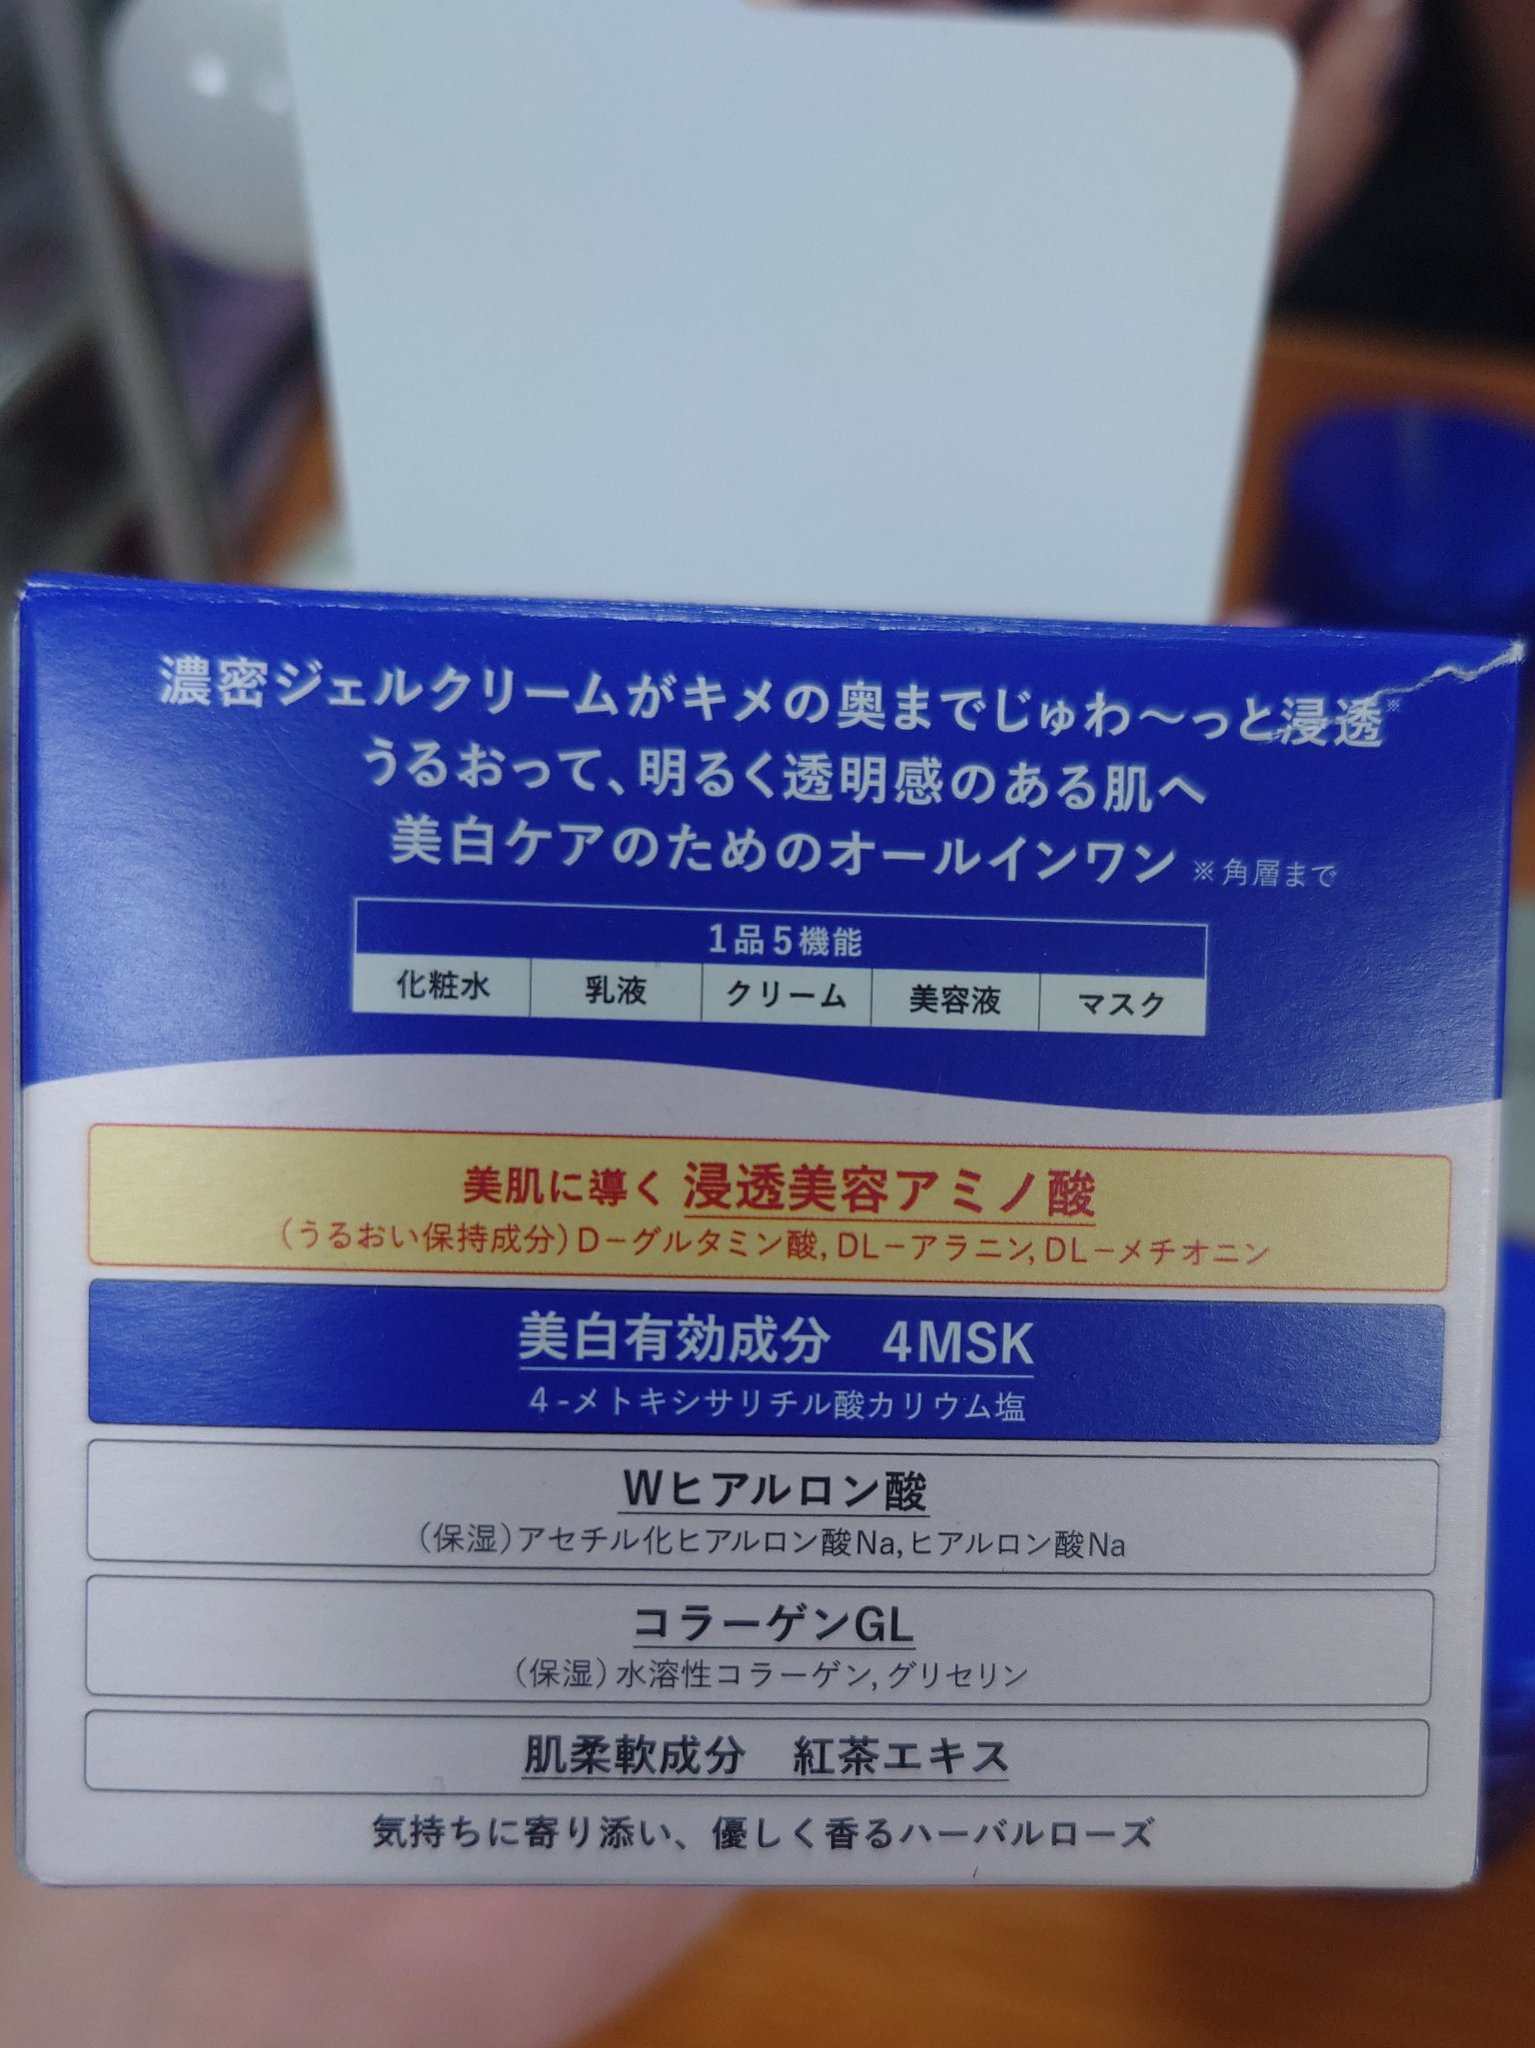 濃密ジェルクリームがキメの奥までじゅわ〜っと浸透※
うるおって、明るく透明感のある肌へ
美白ケアのためのオールインワン ※角層まで
1品5機能
化粧水 乳液 クリーム 美容液 マスク
美肌に導く 浸透美容アミノ酸
(うるおい保持成分)D-グルタミン酸, DL-アラニン, DL-メチオニン
美白有効成分 4MSK
4-メトキシサリチル酸カリウム塩
Wヒアルロン酸
(保湿)アセチル化ヒアルロン酸Na, ヒアルロン酸Na
コラーゲンGL
(保湿)水溶性コラーゲン, グリセリン
肌柔軟成分 紅茶エキス
気持ちに寄り添い、優しく香るハーバルローズ